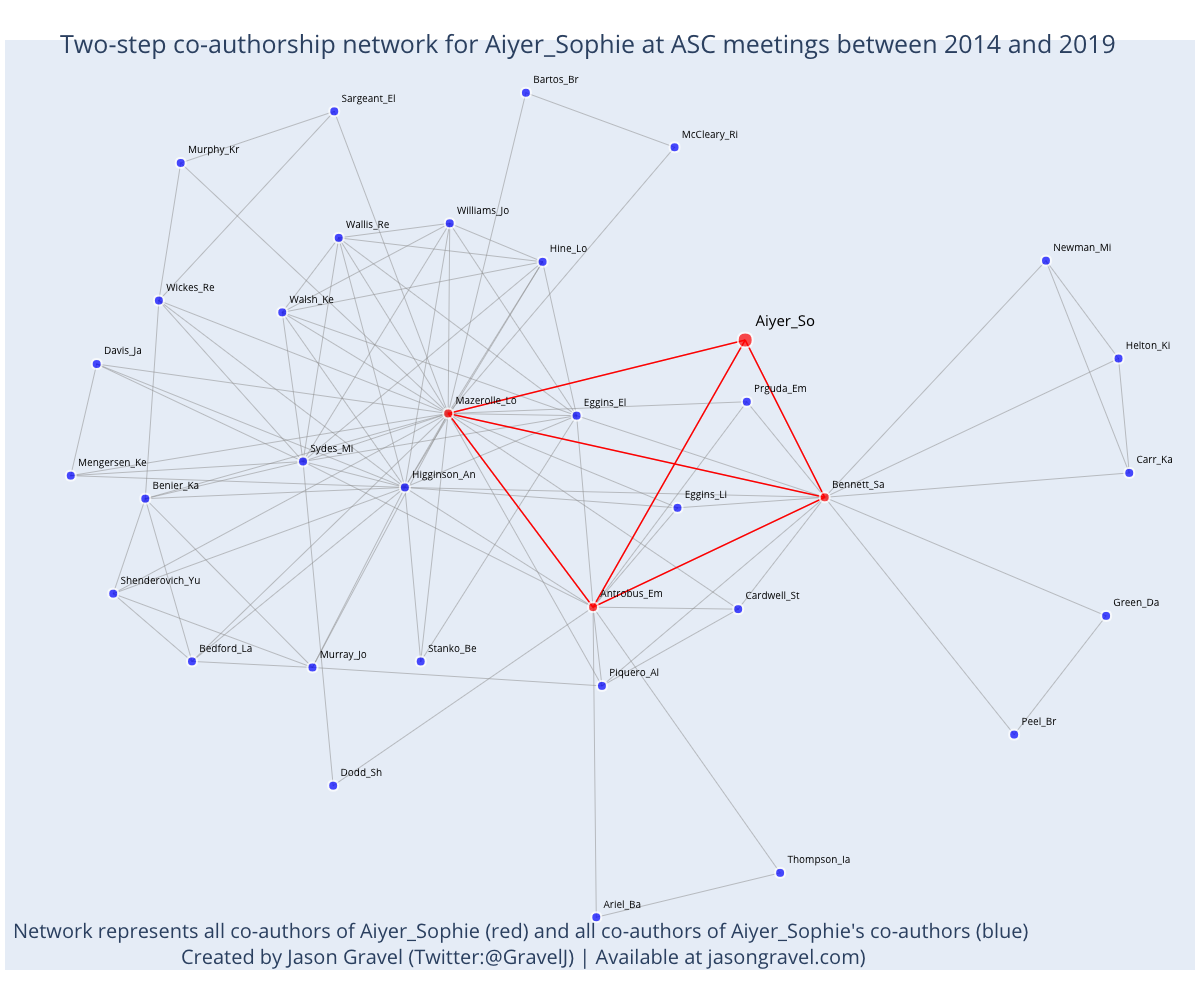 Two-step co-authorship network for Aiyer_Sophie at ASC meetings between 2014 and 2019
Bartos_Br
Sargeant_El
McCleary_Ri
Murphy_Kr
Williams_Jo
Wallis_Re
Hine_Lo
Newman_Mi
Wickes_Re
Walsh_Ke
Aiyer_So
Helton_Ki
Davis_Ja
Prguda_Em
Mazerolle_Lo
Eggins_El
Sydes_Mi
Carr_Ka
Mengersen_Ke
Higginson_An
Benier_Ka
Bennett_Sa
Eggins_Li
Shenderovich_Yu
Antrobus_Em
Cardwell_St
Green_Da
Bedford_La
Murray_Jo
Stanko_Be
Piquero_Al
Peel_Br
Dodd_Sh
Thompson_Ia
Ariel_Ba
Network represents all co-authors of Aiyer_Sophie (red) and all co-authors of Aiyer_Sophie's co-authors (blue)
Created by Jason Gravel (Twitter:@GravelJ) | Available at jasongravel.com)